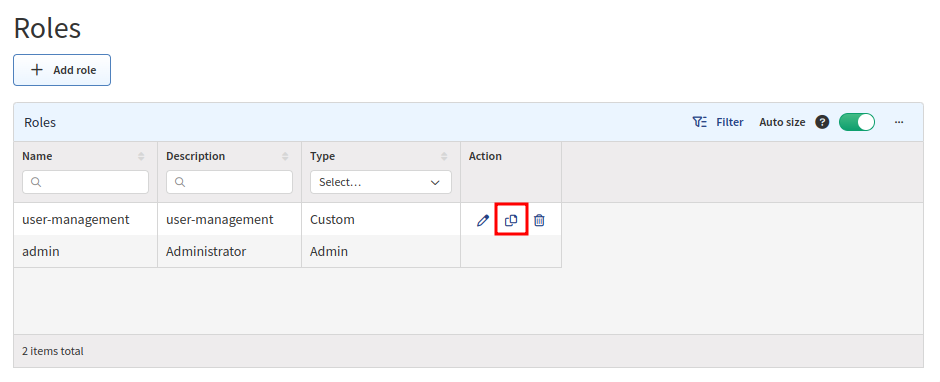 Roles
+ Add role
Roles Filter Auto size ? ...
Name Description Type Action
Select...
user-management user-management Custom
admin Administrator Admin
2 items total